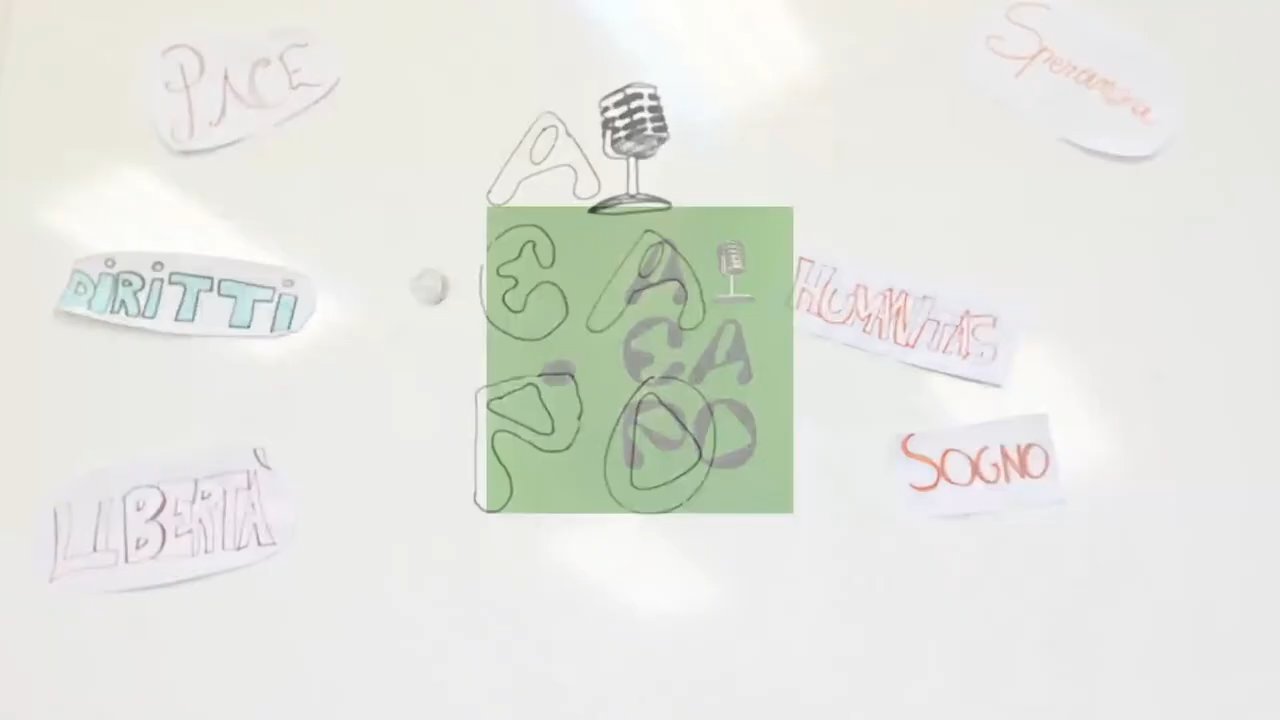 PACE
Speranza
A
DIRITTI
E A
A
HUMANITAS
E A
P O
P O
SOGNO
LIBERTÀ